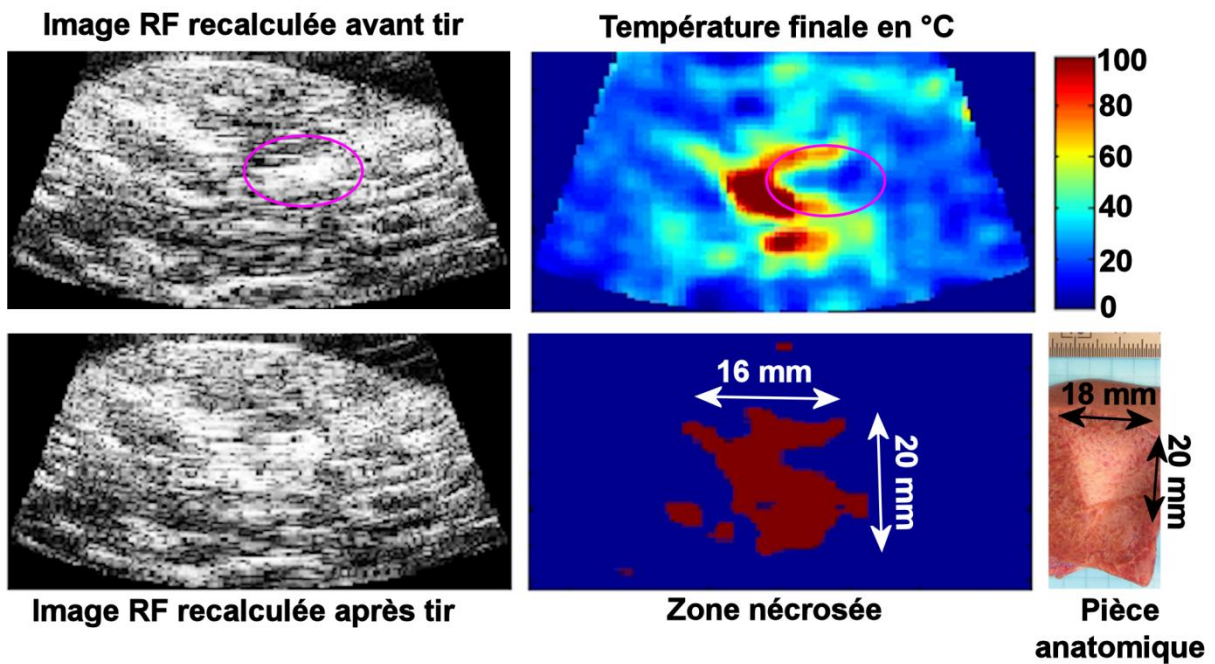 Image RF recalculée avant tir
Température finale en °C
100
80
60
40
20
0
16 mm
20 mm
18 mm
20 mm
Image RF recalculée après tir
Zone nécrosée
Pièce
anatomique